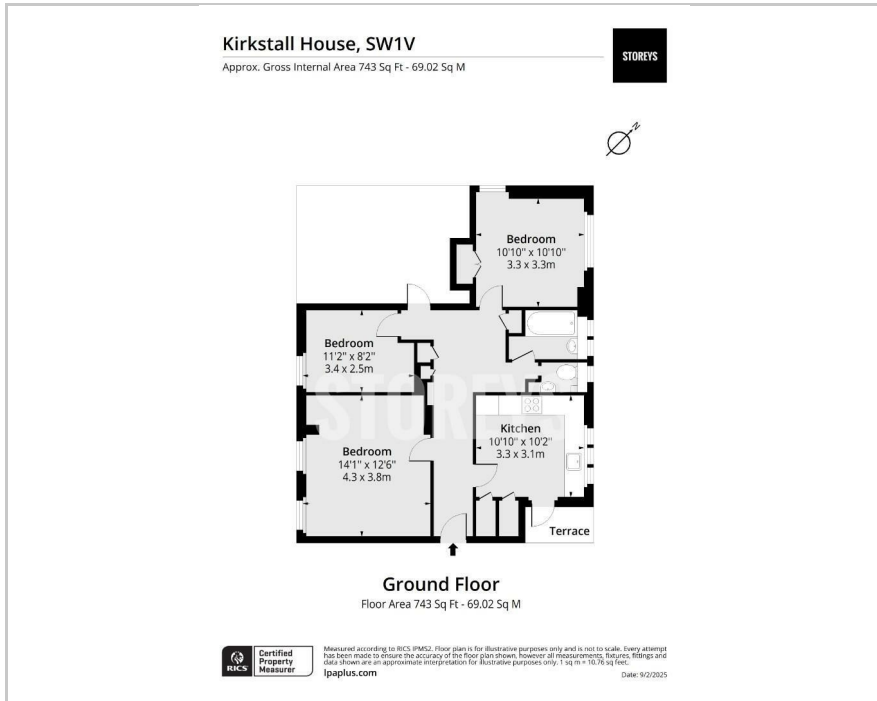 Kirkstall House, SW1V
Approx. Gross Internal Area 743 Sq Ft - 69.02 Sq M
STOREYS
N
Bedroom
10'10" x 10'10"
3.3 x 3.3m
Bedroom
11'2" x 8'2"
3.4 x 2.5m
STOREYS
Bedroom
14'1" x 12'6"
4.3 x 3.8m
Kitchen
10'10" x 10'2"
3.3 x 3.1m
Terrace
Ground Floor
Floor Area 743 Sq Ft - 69.02 Sq M
RICS
Certified
Property
Measurer
Measured according to RICS IPMS2. Floor plan is for illustrative purposes only and is not to scale. Every attempt
has been made to ensure the accuracy of the floor plan shown, however all measurements, fixtures, fittings and
data shown are an approximate interpretation for illustrative purposes only. 1 sq m = 10.76 sq feet.
lpaplus.com
Date: 9/2/2025